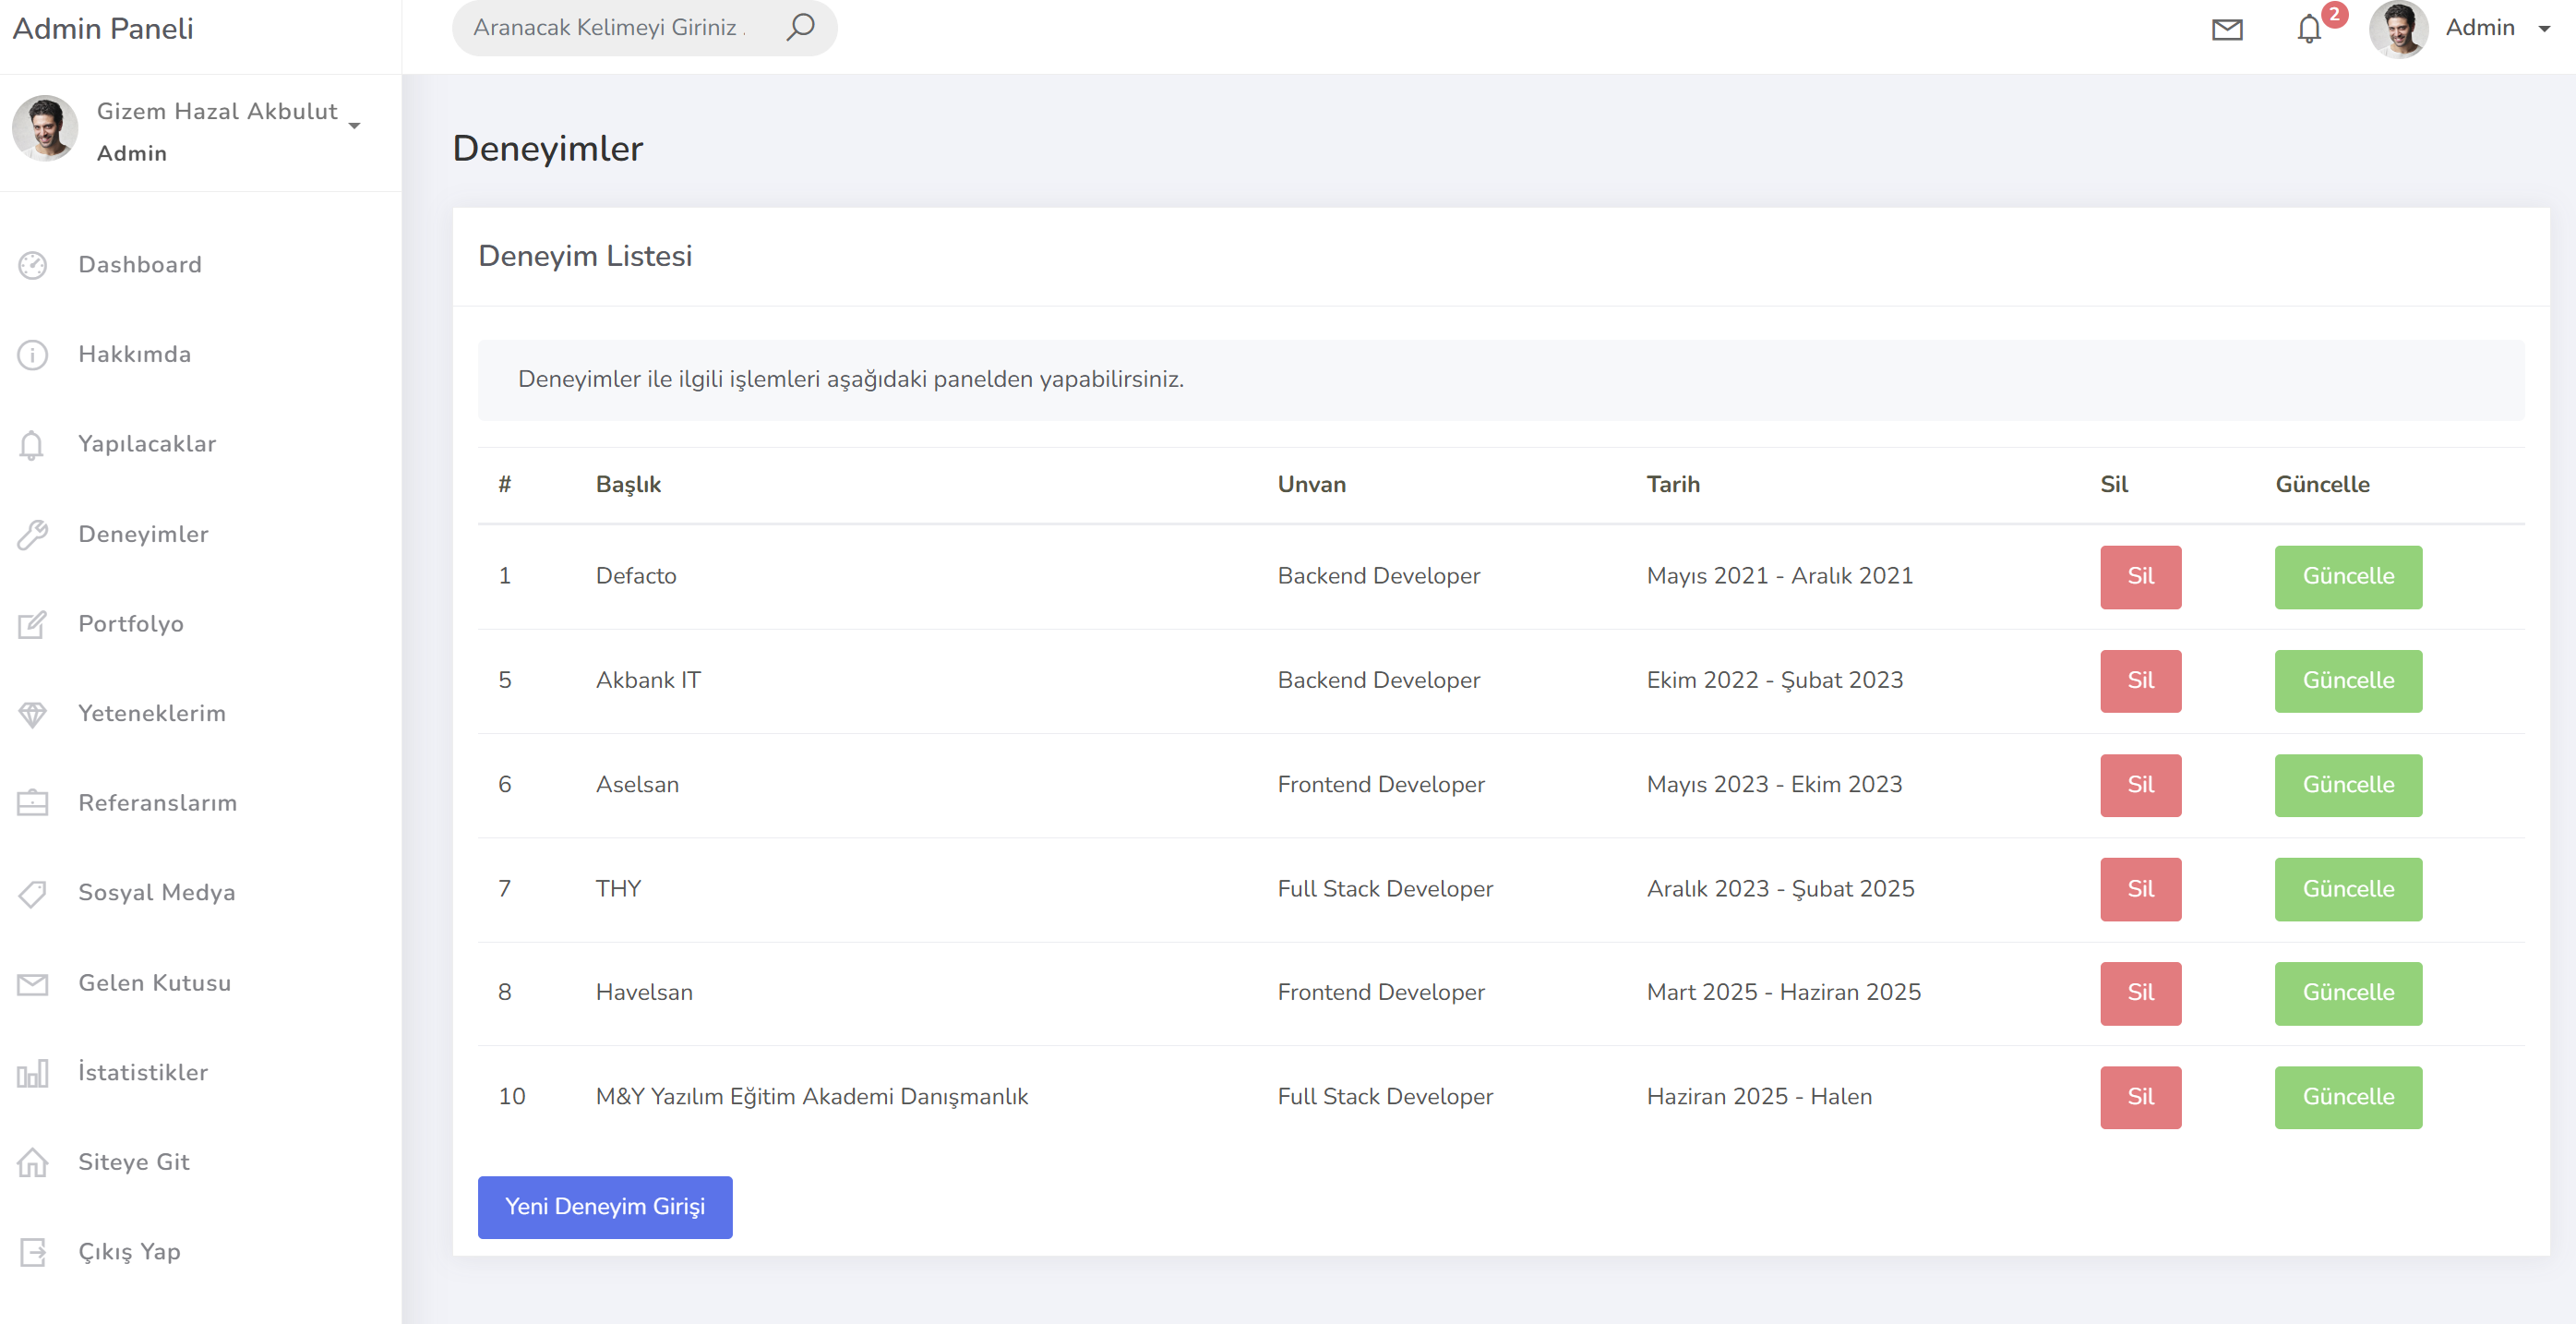 Admin Paneli
Aranacak Kelimeyi Giriniz .
2
Admin
Gizem Hazal Akbulut
Admin
Dashboard
Hakkımda
Yapılacaklar
Deneyimler
Portfolyo
Yeteneklerim
Referanslarım
Sosyal Medya
Gelen Kutusu
İstatistikler
Siteye Git
Çıkış Yap
Deneyimler
Deneyim Listesi
Deneyimler ile ilgili işlemleri aşağıdaki panelden yapabilirsiniz.
# Başlık Unvan Tarih Sil Güncelle
1 Defacto Backend Developer Mayıs 2021 - Aralık 2021 Sil Güncelle
5 Akbank IT Backend Developer Ekim 2022 - Şubat 2023 Sil Güncelle
6 Aselsan Frontend Developer Mayıs 2023 - Ekim 2023 Sil Güncelle
7 THY Full Stack Developer Aralık 2023 - Şubat 2025 Sil Güncelle
8 Havelsan Frontend Developer Mart 2025 - Haziran 2025 Sil Güncelle
10 M&Y Yazılım Eğitim Akademi Danışmanlık Full Stack Developer Haziran 2025 - Halen Sil Güncelle
Yeni Deneyim Girişi